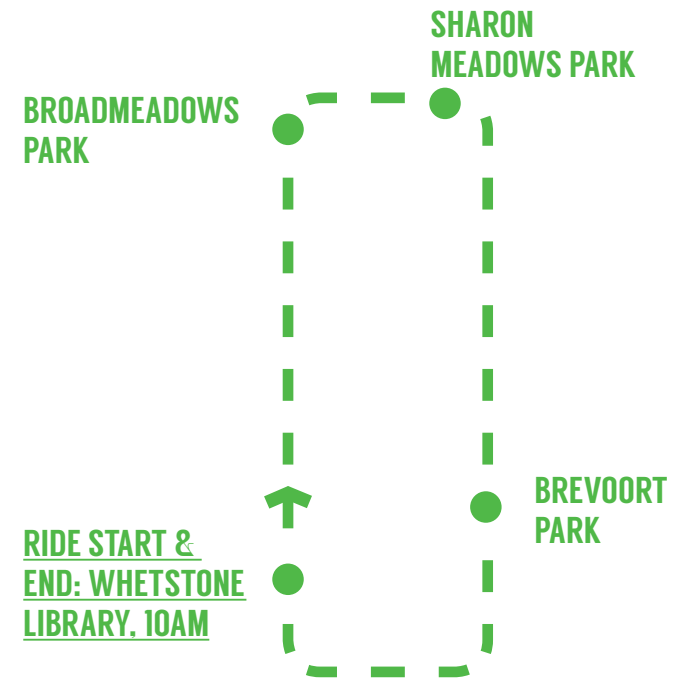 SHARON
MEADOWS PARK
BROADMEADOWS
PARK
BREVOORT
PARK
RIDE START &
END: WHETSTONE
LIBRARY, 10AM